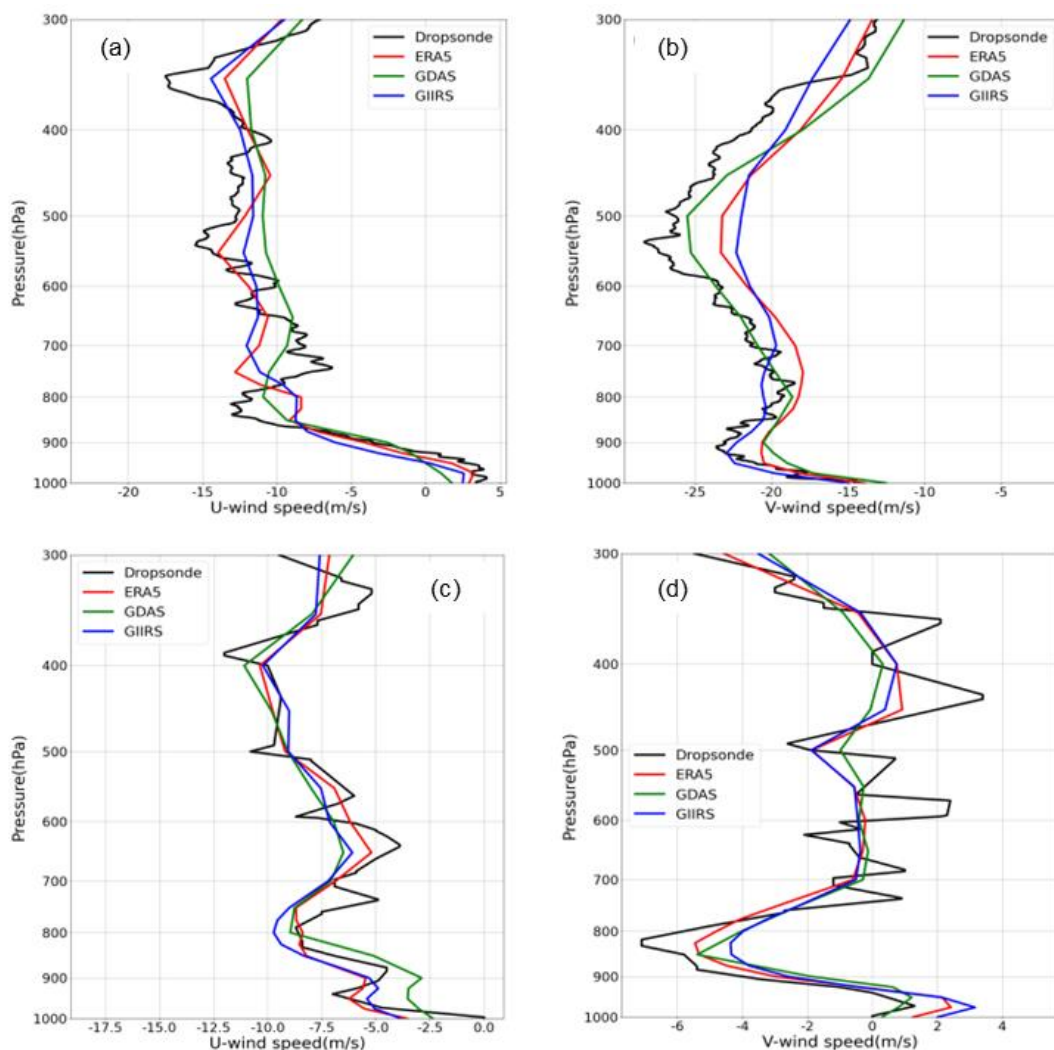 (a)
Dropsonde
ERA5
GDAS
GIIRS
300
400
500
600
700
800
900
1000
Pressure(hPa)
-20 -15 -10 -5 0 5
U-wind speed(m/s)
(b)
Dropsonde
ERA5
GDAS
GIIRS
300
400
500
600
700
800
900
1000
Pressure(hPa)
-25 -20 -15 -10 -5
V-wind speed(m/s)
Dropsonde
ERA5
GDAS
GIIRS
(c)
300
400
500
600
700
800
900
1000
Pressure(hPa)
-17.5 -15.0 -12.5 -10.0 -7.5 -5.0 -2.5 0.0
U-wind speed(m/s)
(d)
Dropsonde
ERA5
GDAS
GIIRS
300
400
500
600
700
800
900
1000
Pressure(hPa)
-6 -4 -2 0 2 4
V-wind speed(m/s)